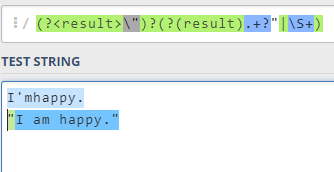 / (?<result>\")?(?(result).+?"|\S+)
TEST STRING
I'mhappy.
"I am happy."